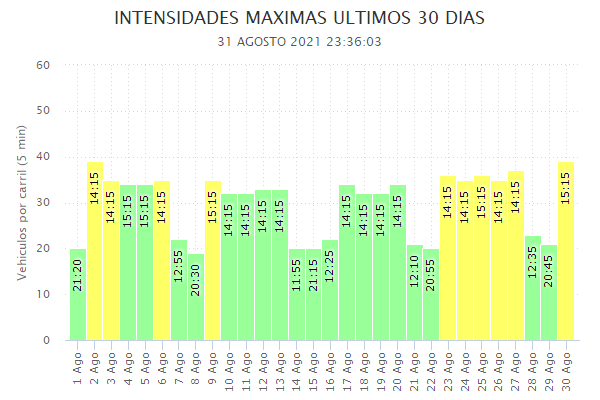 INTENSIDADES MAXIMAS ULTIMOS 30 DIAS
31 AGOSTO 2021 23:36:03
Vehiculos por carril (5 min)
60
50
40
30
20
10
0
21:20
14:15
14:15
15:15
15:15
14:15
12:55
20:30
15:15
14:15
14:15
14:15
14:15
11:55
21:15
12:25
14:15
14:15
14:15
14:15
12:10
20:55
14:15
14:15
15:15
14:15
14:15
12:35
20:45
15:15
1 Ago
2 Ago
3 Ago
4 Ago
5 Ago
6 Ago
7 Ago
8 Ago
9 Ago
10 Ago
11 Ago
12 Ago
13 Ago
14 Ago
15 Ago
16 Ago
17 Ago
18 Ago
19 Ago
20 Ago
21 Ago
22 Ago
23 Ago
24 Ago
25 Ago
26 Ago
27 Ago
28 Ago
29 Ago
30 Ago